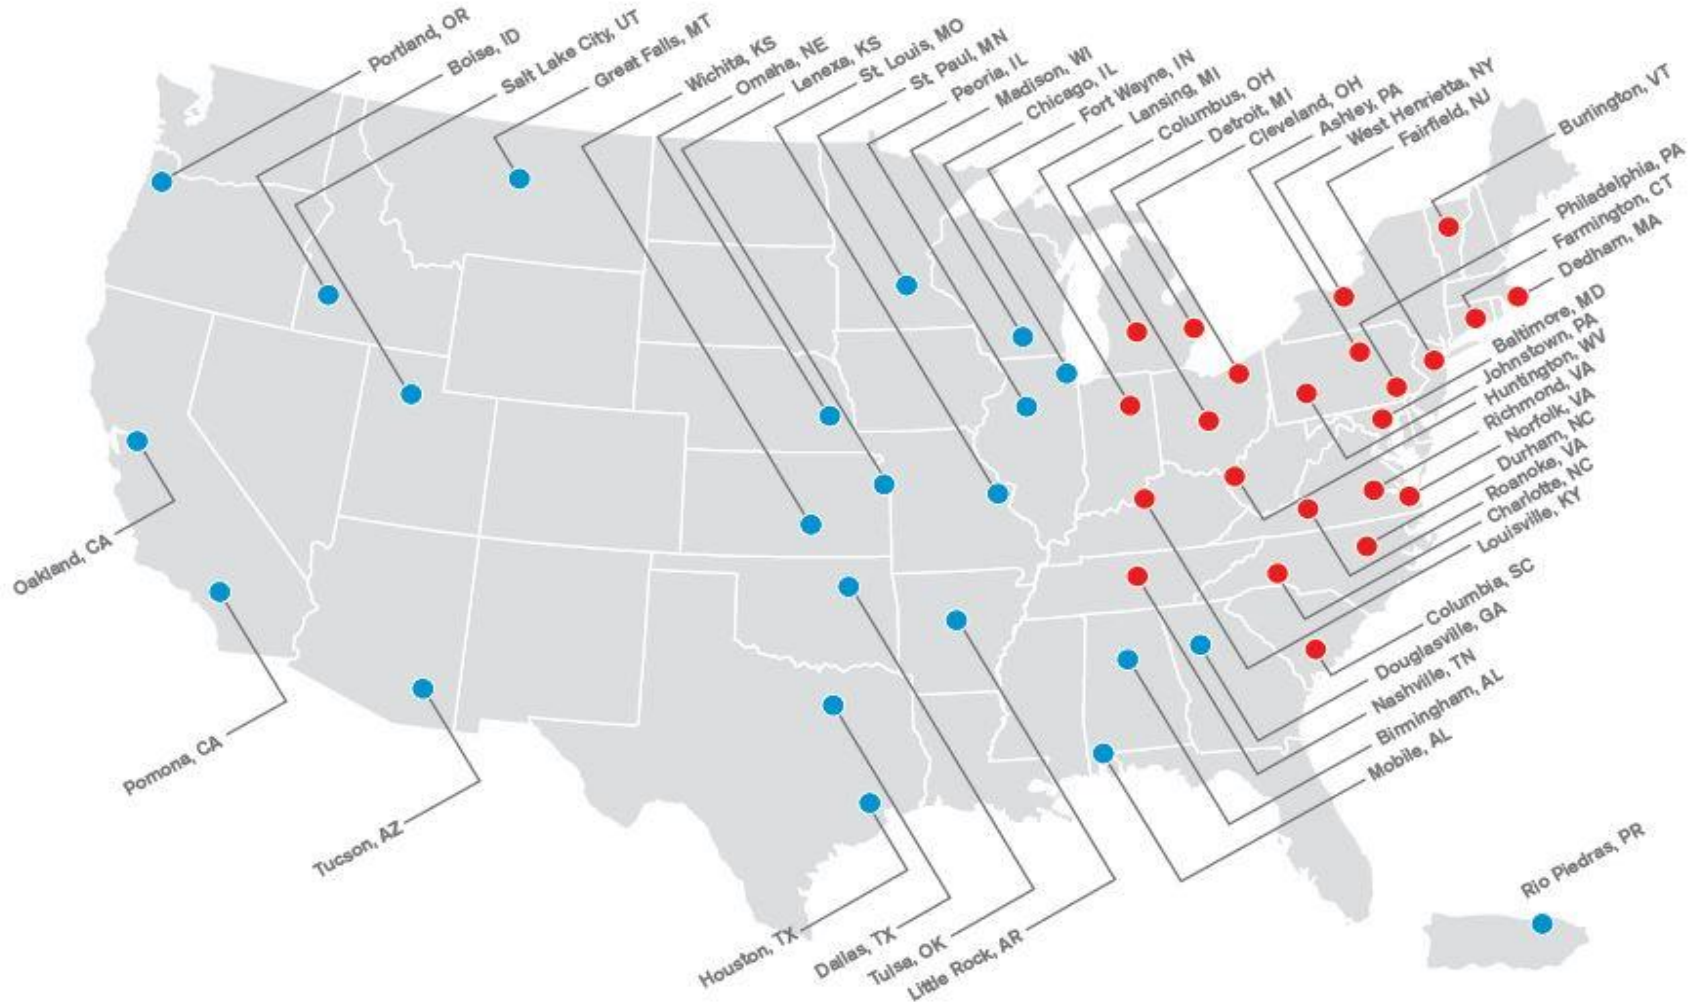 Portland, OR
Boise, ID
Salt Lake City, UT
Great Falls, MT
Wichita, KS
Omaha, NE
Lenexa, KS
St. Louis, MO
St. Paul, MN
Peoria, IL
Madison, WI
Chicago, IL
Fort Wayne, IN
Lansing, MI
Columbus, OH
Detroit, MI
Cleveland, OH
Ashley, PA
West Henrietta, NY
Fairfield, NJ
Burlington, VT
Philadelphia, PA
Farmington, CT
Dedham, MA
Baltimore, MD
Johnstown, PA
Huntington, WV
Richmond, VA
Norfolk, VA
Durham, NC
Roanoke, VA
Charlotte, NC
Louisville, KY
Columbia, SC
Douglasville, GA
Nashville, TN
Birmingham, AL
Mobile, AL
Oakland, CA
Pomona, CA
Tucson, AZ
Houston, TX
Dallas, TX
Tulsa, OK
Little Rock, AR
Rio Piedras, PR